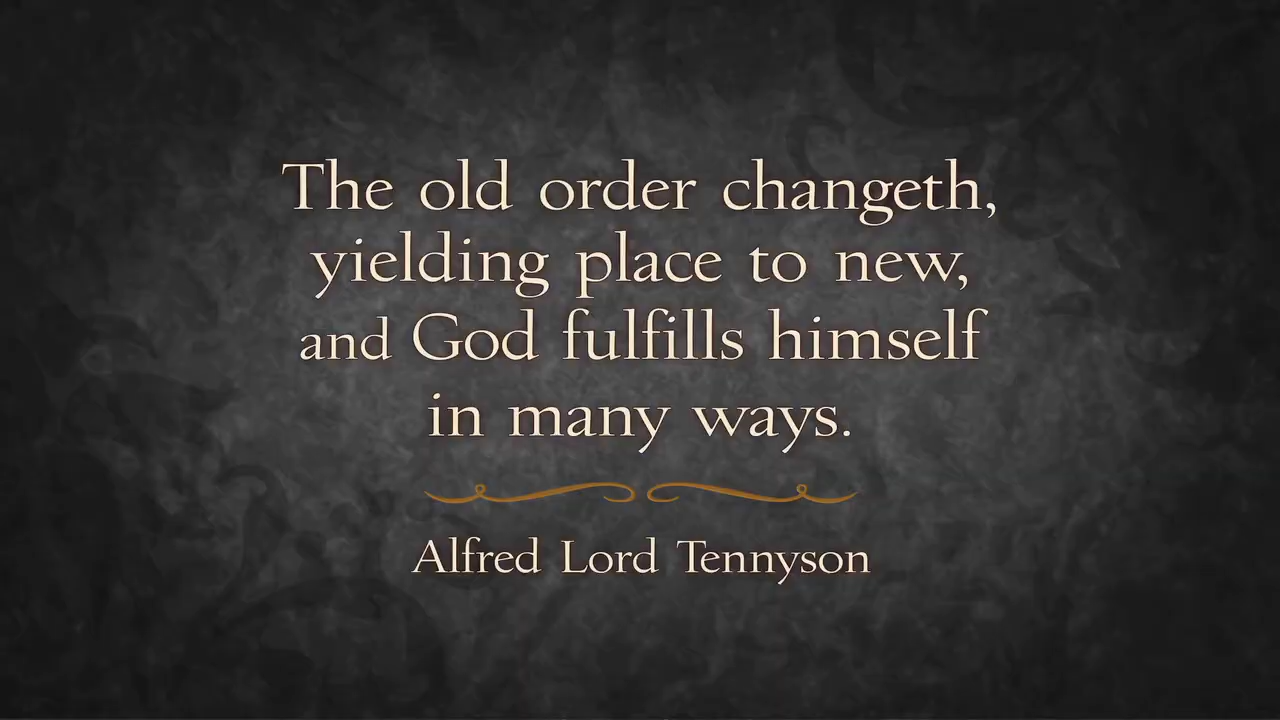 The old order changeth,
yielding place to new,
and God fulfills himself
in many ways.
Alfred Lord Tennyson